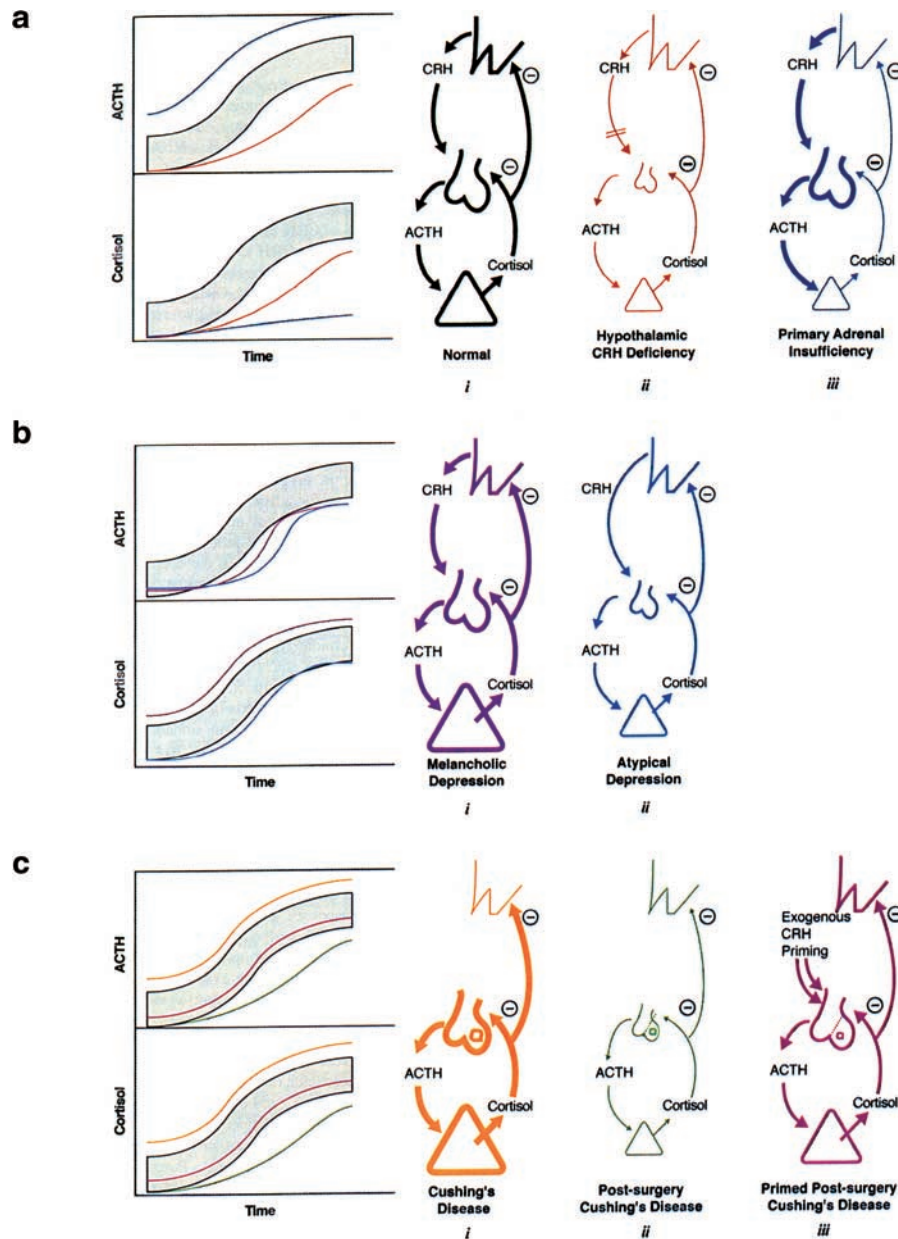 a
ACTH
Cortisol
Time
CRH
⊖
⊖
ACTH
Cortisol
Normal
i
CRH
⊖
⊖
ACTH
Cortisol
Hypothalamic
CRH Deficiency
ii
CRH
⊖
⊖
ACTH
Cortisol
Primary Adrenal
Insufficiency
iii
b
ACTH
Cortisol
Time
CRH
⊖
⊖
ACTH
Cortisol
Melancholic
Depression
i
CRH
⊖
⊖
ACTH
Cortisol
Atypical
Depression
ii
c
ACTH
Cortisol
Time
⊖
⊖
ACTH
Cortisol
Cushing's
Disease
i
⊖
⊖
ACTH
Cortisol
Post-surgery
Cushing's Disease
ii
Exogenous
CRH
Priming
⊖
⊖
ACTH
Cortisol
Primed Post-surgery
Cushing's Disease
iii